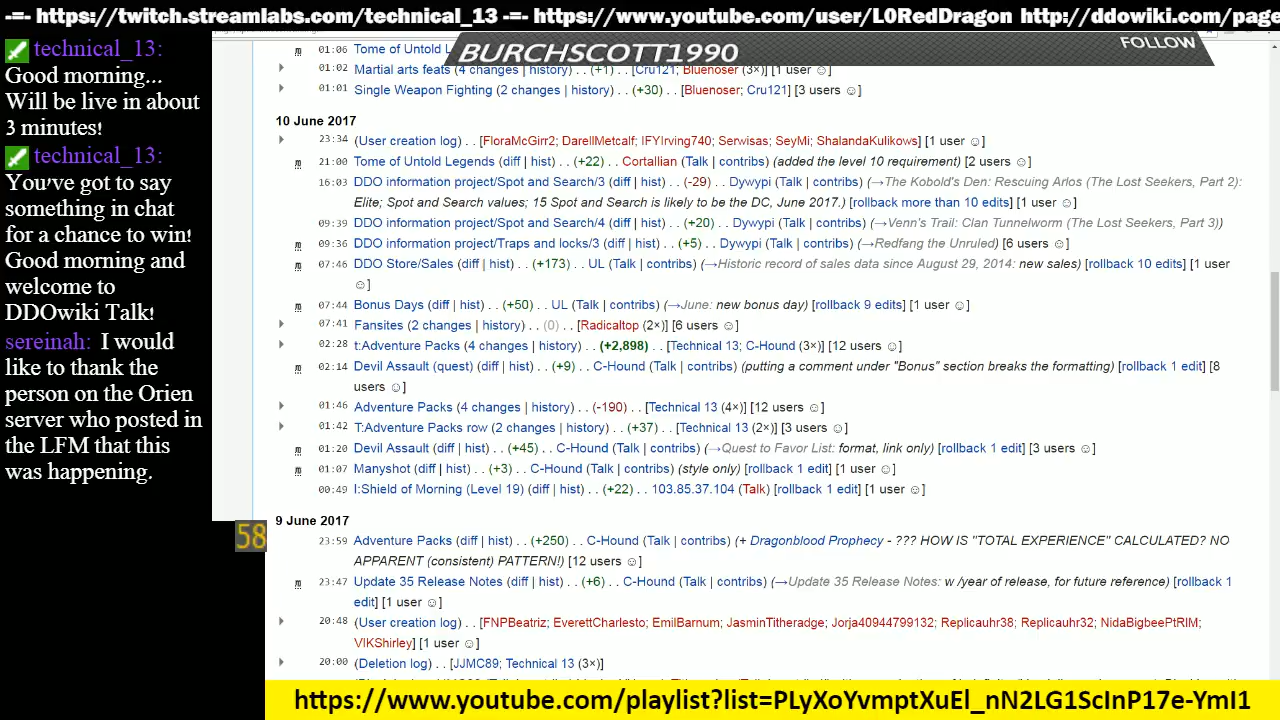 -=- https://twitch.streamlabs.com/technical_13 -=- https://www.youtube.com/user/L0RedDragon http://ddowiki.com/page
technical_13:
Good morning...
Will be live in about
3 minutes!
technical_13:
You've got to say
something in chat
for a chance to win!
Good morning and
welcome to
DDOwiki Talk!
sereinah: I would
like to thank the
person on the Orien
server who posted in
the LFM that this
was happening.
BURCHSCOTT1990
FOLLOW
m 01:06 Tome of Untold L
01:02 Martial arts feats (4 changes | history) . . (+1) . . [Cru121; Bluenoser (3×)] [1 user ☺]
01:01 Single Weapon Fighting (2 changes | history) . . (+30) . . [Bluenoser; Cru121] [3 users ☺]
10 June 2017
23:34 (User creation log) . . [FloraMcGirr2; DarellMetcalf; IFYIrving740; Serwisas; SeyMi; ShalandaKulikows] [1 user ☺]
m 21:00 Tome of Untold Legends (diff | hist) . . (+22) . . Cortallian (Talk | contribs) (added the level 10 requirement) [2 users ☺]
16:03 DDO information project/Spot and Search/3 (diff | hist) . . (-29) . . Dywypi (Talk | contribs) (→The Kobold's Den: Rescuing Arlos (The Lost Seekers, Part 2):
Elite; Spot and Search values; 15 Spot and Search is likely to be the DC, June 2017.) [rollback more than 10 edits] [1 user ☺]
09:39 DDO information project/Spot and Search/4 (diff | hist) . . (+20) . . Dywypi (Talk | contribs) (→Venn's Trail: Clan Tunnelworm (The Lost Seekers, Part 3))
m 09:36 DDO information project/Traps and locks/3 (diff | hist) . . (+5) . . Dywypi (Talk | contribs) (→Redfang the Unruled) [6 users ☺]
m 07:46 DDO Store/Sales (diff | hist) . . (+173) . . UL (Talk | contribs) (→Historic record of sales data since August 29, 2014: new sales) [rollback 10 edits] [1 user
☺]
m 07:44 Bonus Days (diff | hist) . . (+50) . . UL (Talk | contribs) (→June: new bonus day) [rollback 9 edits] [1 user ☺]
07:41 Fansites (2 changes | history) . . (0) . . [Radicaltop (2×)] [6 users ☺]
02:28 t:Adventure Packs (4 changes | history) . . (+2,898) . . [Technical 13; C-Hound (3×)] [12 users ☺]
m 02:14 Devil Assault (quest) (diff | hist) . . (+9) . . C-Hound (Talk | contribs) (putting a comment under "Bonus" section breaks the formatting) [rollback 1 edit] [8
users ☺]
01:46 Adventure Packs (4 changes | history) . . (-190) . . [Technical 13 (4×)] [12 users ☺]
01:42 T:Adventure Packs row (2 changes | history) . . (+37) . . [Technical 13 (2×)] [3 users ☺]
m 01:20 Devil Assault (diff | hist) . . (+45) . . C-Hound (Talk | contribs) (→Quest to Favor List: format, link only) [rollback 1 edit] [3 users ☺]
m 01:07 Manyshot (diff | hist) . . (+3) . . C-Hound (Talk | contribs) (style only) [rollback 1 edit] [1 user ☺]
00:49 I:Shield of Morning (Level 19) (diff | hist) . . (+22) . . 103.85.37.104 (Talk) [rollback 1 edit] [1 user ☺]
9 June 2017
58
23:59 Adventure Packs (diff | hist) . . (+250) . . C-Hound (Talk | contribs) (+ Dragonblood Prophecy - ??? HOW IS "TOTAL EXPERIENCE" CALCULATED? NO
APPARENT (consistent) PATTERN!) [12 users ☺]
m 23:47 Update 35 Release Notes (diff | hist) . . (+6) . . C-Hound (Talk | contribs) (→Update 35 Release Notes: w /year of release, for future reference) [rollback 1
edit] [1 user ☺]
20:48 (User creation log) . . [FNPBeatriz; EverettCharlesto; EmilBarnum; JasminTitheradge; Jorja40944799132; Replicauhr38; Replicauhr32; NidaBigbeePtRIM;
VIKShirley] [1 user ☺]
20:00 (Deletion log) . . [JJMC89; Technical 13 (3×)]
https://www.youtube.com/playlist?list=PLyXoYvmptXuEl_nN2LG1ScInP17e-YmI1